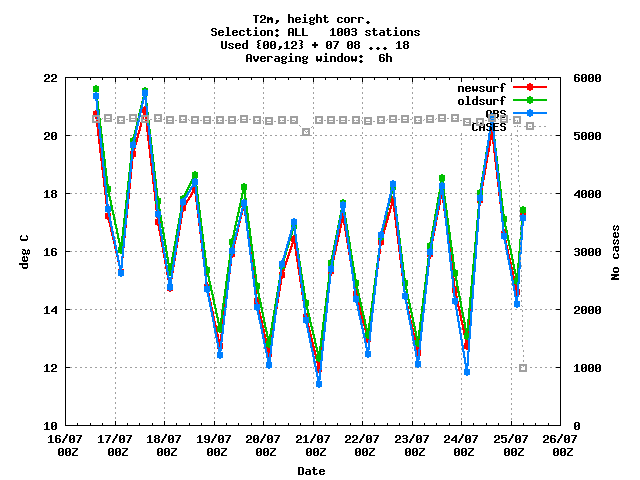 T2m, height corr.
Selection: ALL   1003 stations
Used {00,12} + 07 08 ... 18
Averaging window:  6h
newsurf
oldsurf
OBS
CASES
22
20
18
16
14
12
10
deg C
6000
5000
4000
3000
2000
1000
0
No cases
16/07 17/07 18/07 19/07 20/07 21/07 22/07 23/07 24/07 25/07 26/07
00Z 00Z 00Z 00Z 00Z 00Z 00Z 00Z 00Z 00Z 00Z
Date